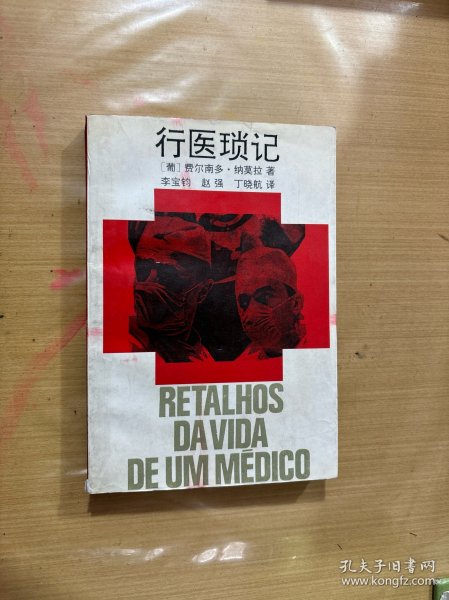 行医琐记
[葡] 费尔南多·纳莫拉 著
李宝钧 赵强 丁晓航 译
RETALHOS
DA VIDA
DE UM MÉDICO
孔夫子旧书网
www.kongfz.com